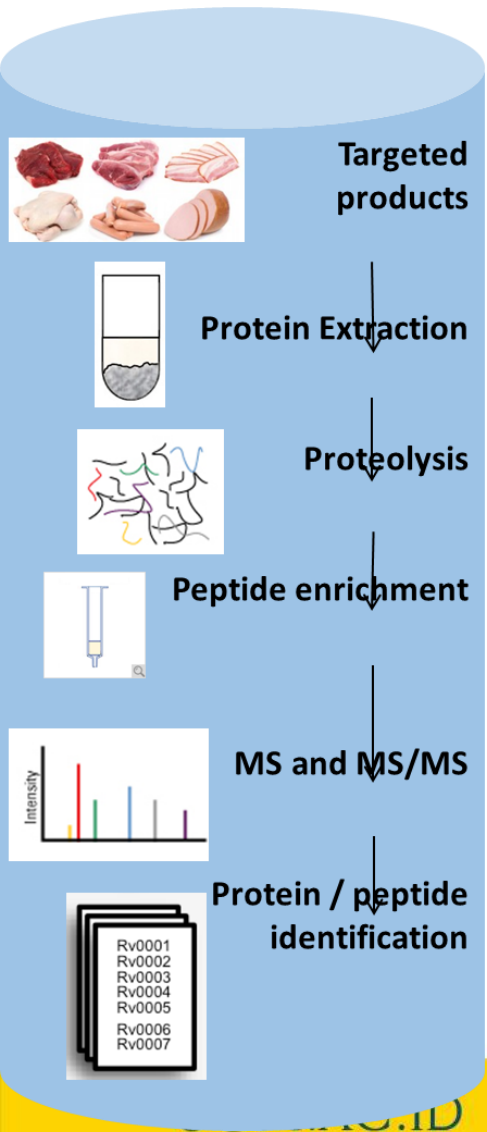 Targeted
products
Protein Extraction
Proteolysis
Peptide enrichment
MS and MS/MS
Intensity
Protein / peptide
identification
Rv0001
Rv0002
Rv0003
Rv0004
Rv0005
Rv0006
Rv0007